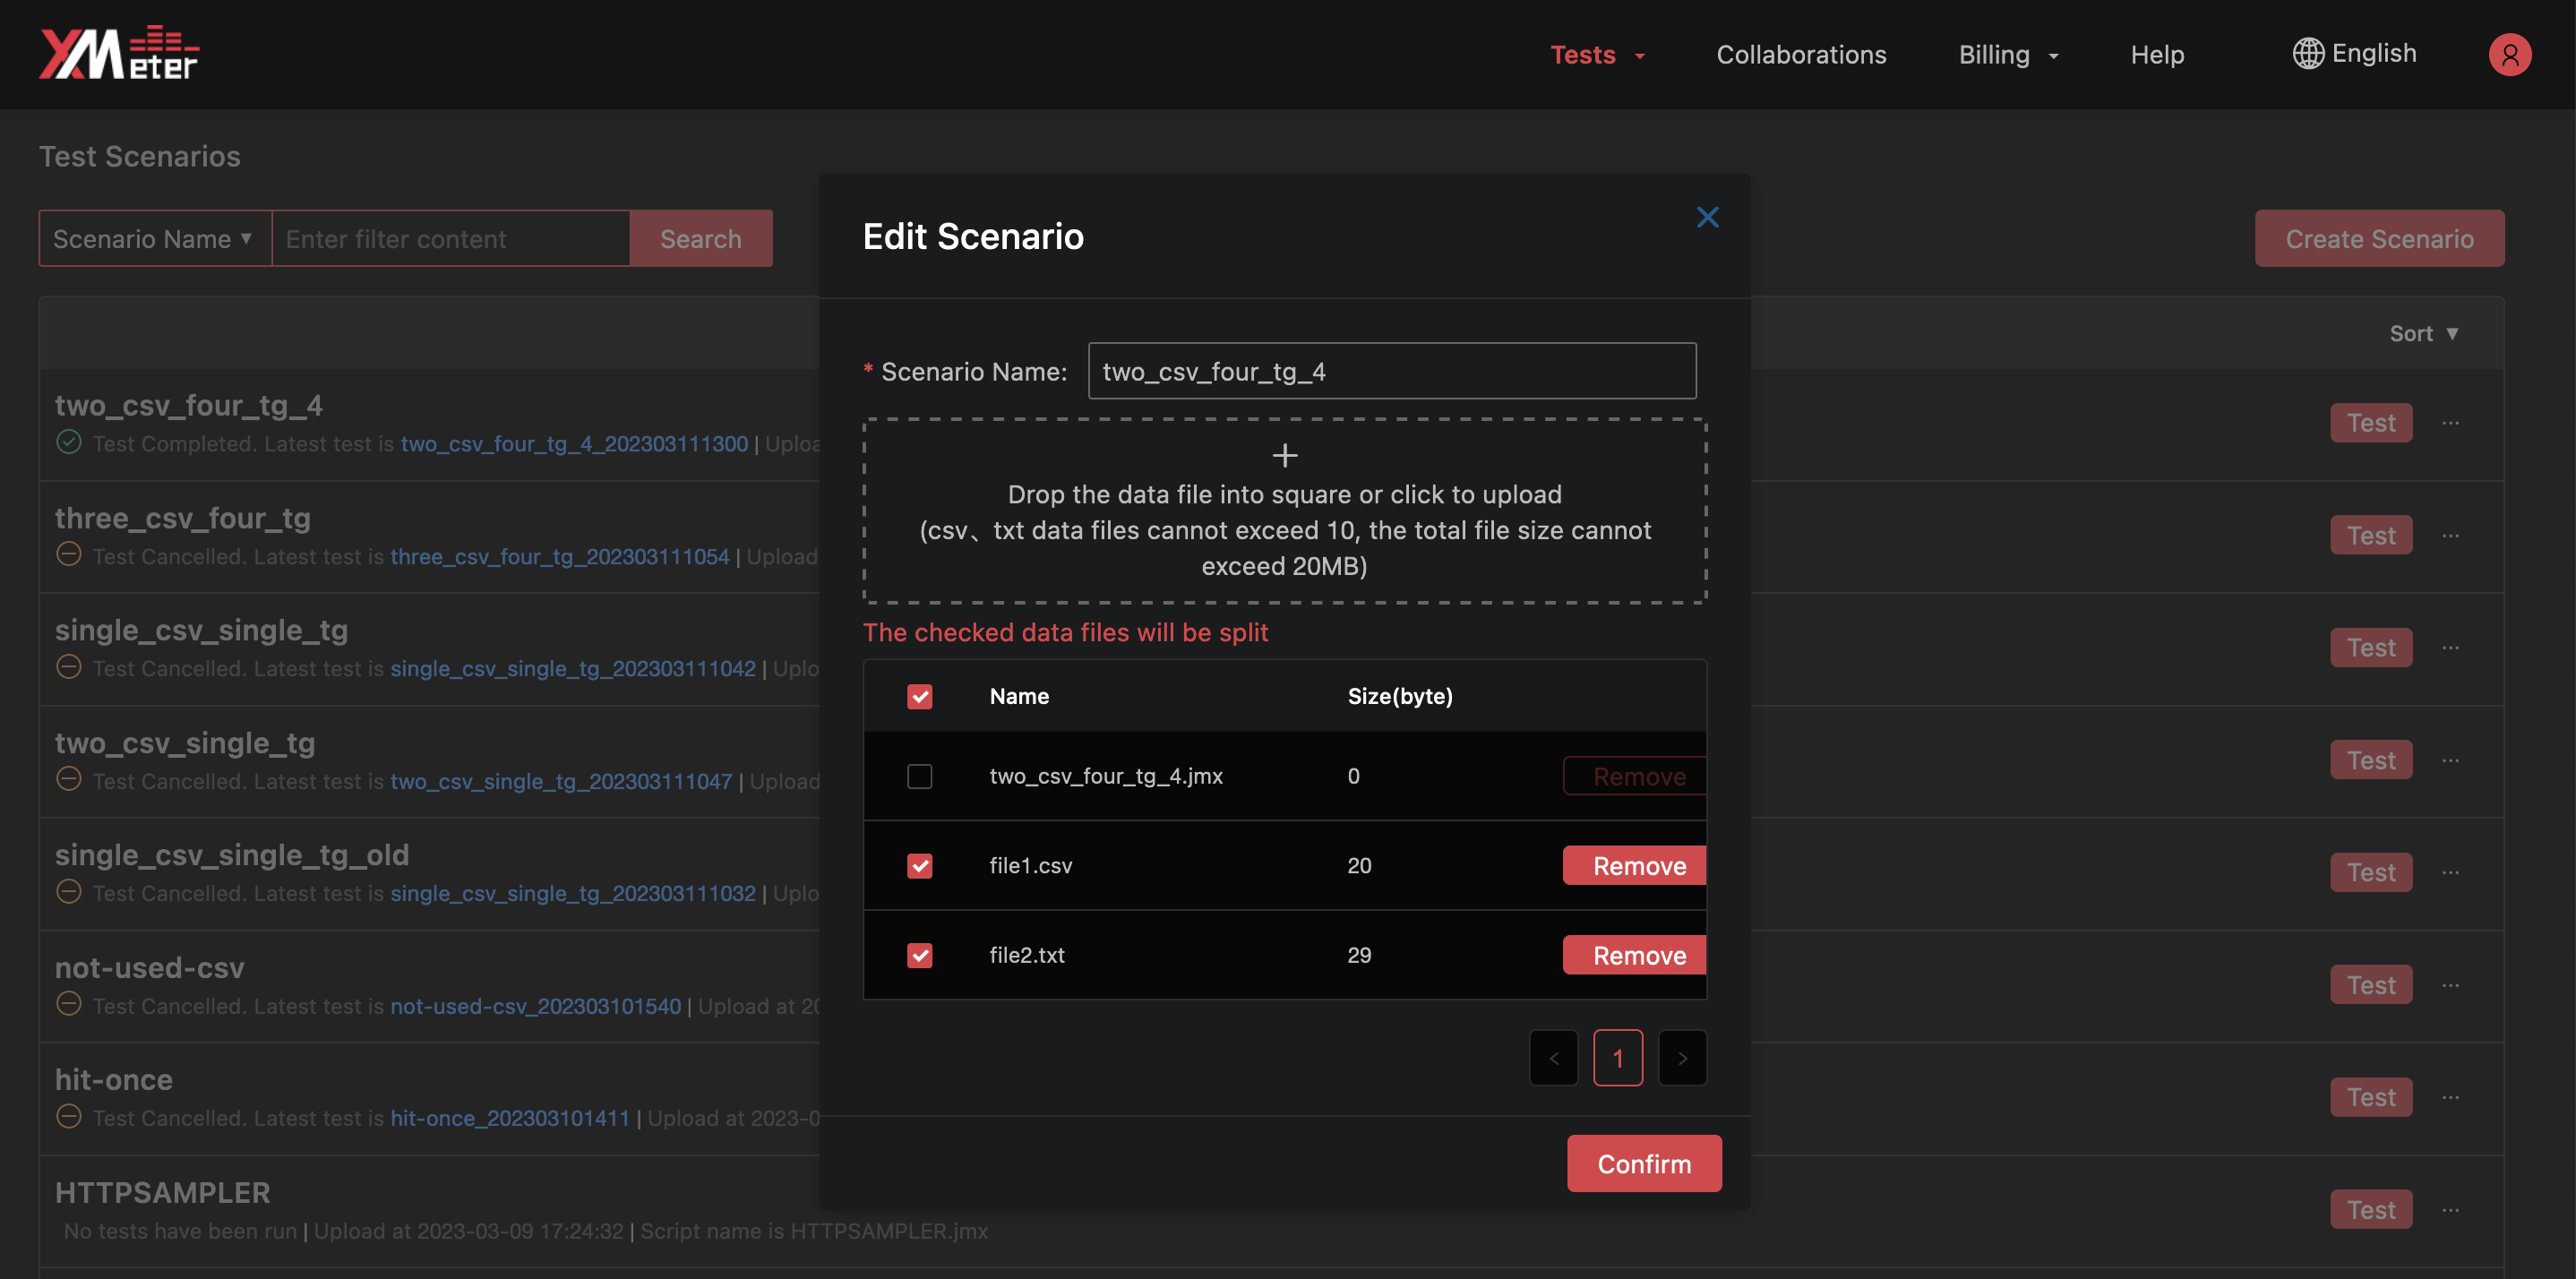 XMeter
Tests
Collaborations
Billing
Help
English
Test Scenarios
Scenario Name ▼
Enter filter content
Search
Create Scenario
Sort ▼
two_csv_four_tg_4
Test Completed. Latest test is two_csv_four_tg_4_202303111300 | Uploa
Test ...
three_csv_four_tg
Test Cancelled. Latest test is three_csv_four_tg_202303111054 | Upload
Test ...
single_csv_single_tg
Test Cancelled. Latest test is single_csv_single_tg_202303111042 | Uplo
Test ...
two_csv_single_tg
Test Cancelled. Latest test is two_csv_single_tg_202303111047 | Upload
Test ...
single_csv_single_tg_old
Test Cancelled. Latest test is single_csv_single_tg_202303111032 | Uplo
Test ...
not-used-csv
Test Cancelled. Latest test is not-used-csv_202303101540 | Upload at 20
Test ...
hit-once
Test Cancelled. Latest test is hit-once_202303101411 | Upload at 2023-0
Test ...
HTTPSAMPLER
No tests have been run | Upload at 2023-03-09 17:24:32 | Script name is HTTPSAMPLER.jmx
Test ...
Edit Scenario
* Scenario Name: two_csv_four_tg_4
Drop the data file into square or click to upload
(csv、txt data files cannot exceed 10, the total file size cannot
exceed 20MB)
The checked data files will be split
Name Size(byte)
two_csv_four_tg_4.jmx 0 Remove
file1.csv 20 Remove
file2.txt 29 Remove
< 1 >
Confirm